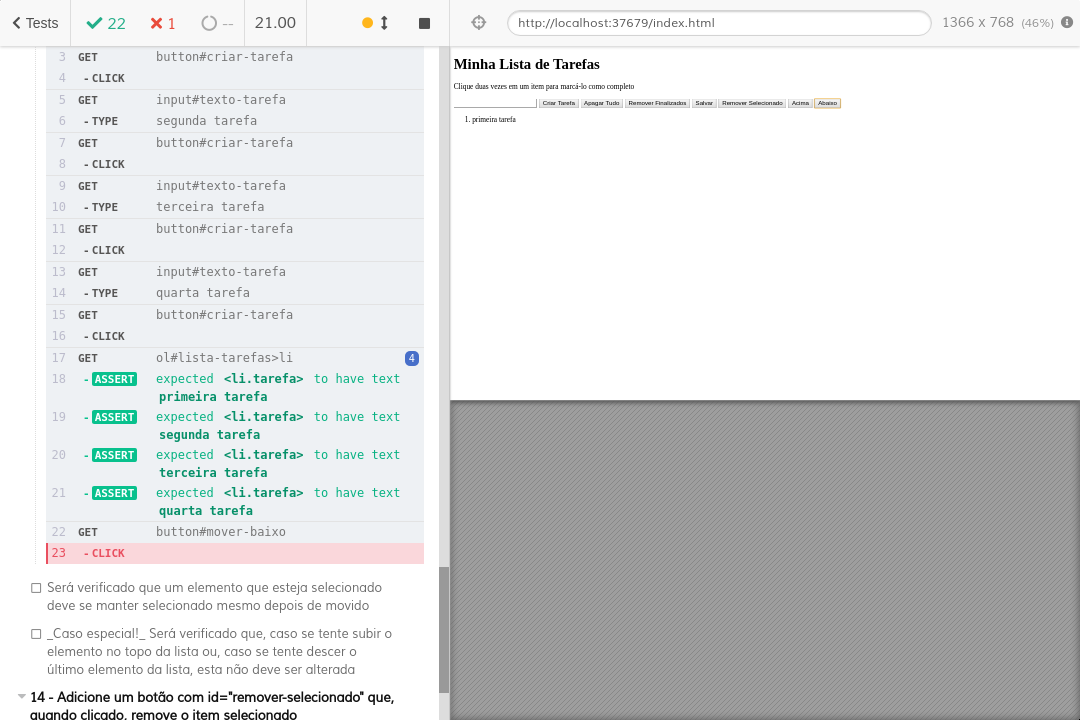 Tests 22 1 -- 21.00 http://localhost:37679/index.html 1366 x 768 (46%)
3 GET button#criar-tarefa
4 - CLICK
5 GET input#texto-tarefa
6 - TYPE segunda tarefa
7 GET button#criar-tarefa
8 - CLICK
9 GET input#texto-tarefa
10 - TYPE terceira tarefa
11 GET button#criar-tarefa
12 - CLICK
13 GET input#texto-tarefa
14 - TYPE quarta tarefa
15 GET button#criar-tarefa
16 - CLICK
17 GET ol#lista-tarefas>li 4
18 - ASSERT expected <li.tarefa> to have text
primeira tarefa
19 - ASSERT expected <li.tarefa> to have text
segunda tarefa
20 - ASSERT expected <li.tarefa> to have text
terceira tarefa
21 - ASSERT expected <li.tarefa> to have text
quarta tarefa
22 GET button#mover-baixo
23 - CLICK
Será verificado que um elemento que esteja selecionado
deve se manter selecionado mesmo depois de movido
_Caso especial!_ Será verificado que, caso se tente subir o
elemento no topo da lista ou, caso se tente descer o
último elemento da lista, esta não deve ser alterada
14 - Adicione um botão com id="remover-selecionado" que,
quando clicado, remove o item selecionado
Minha Lista de Tarefas
Clique duas vezes em um item para marcá-lo como completo
Criar Tarefa Apagar Tudo Remover Finalizados Salvar Remover Selecionado Acima Abaixo
1. primeira tarefa